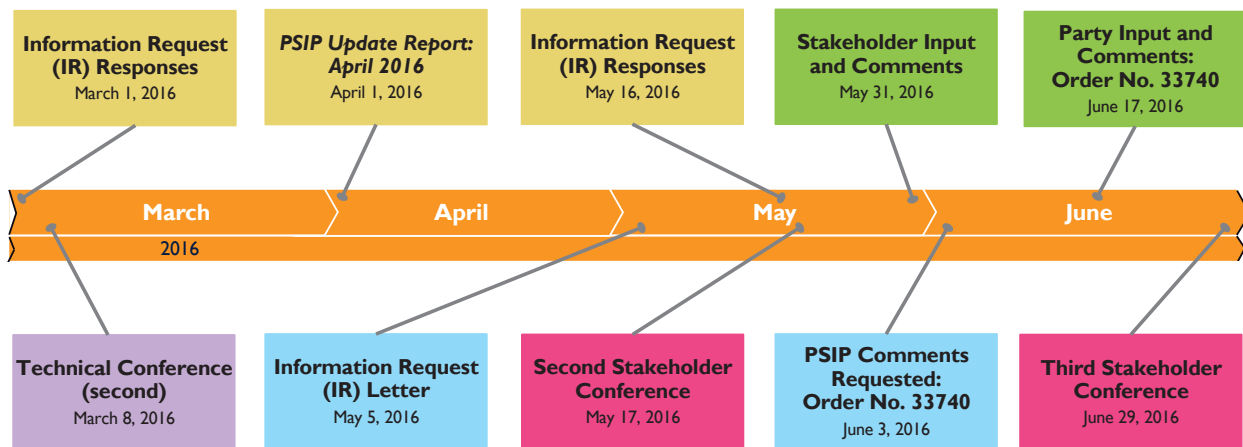 Information Request
(IR) Responses
March 1, 2016
PSIP Update Report:
April 2016
April 1, 2016
Information Request
(IR) Responses
May 16, 2016
Stakeholder Input
and Comments
May 31, 2016
Party Input and
Comments:
Order No. 33740
June 17, 2016
March
April
May
June
2016
Technical Conference
(second)
March 8, 2016
Information Request
(IR) Letter
May 5, 2016
Second Stakeholder
Conference
May 17, 2016
PSIP Comments
Requested:
Order No. 33740
June 3, 2016
Third Stakeholder
Conference
June 29, 2016